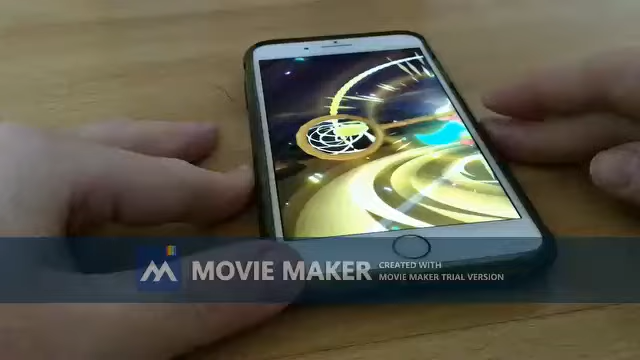 MOVIE MAKER
CREATED WITH
MOVIE MAKER TRIAL VERSION